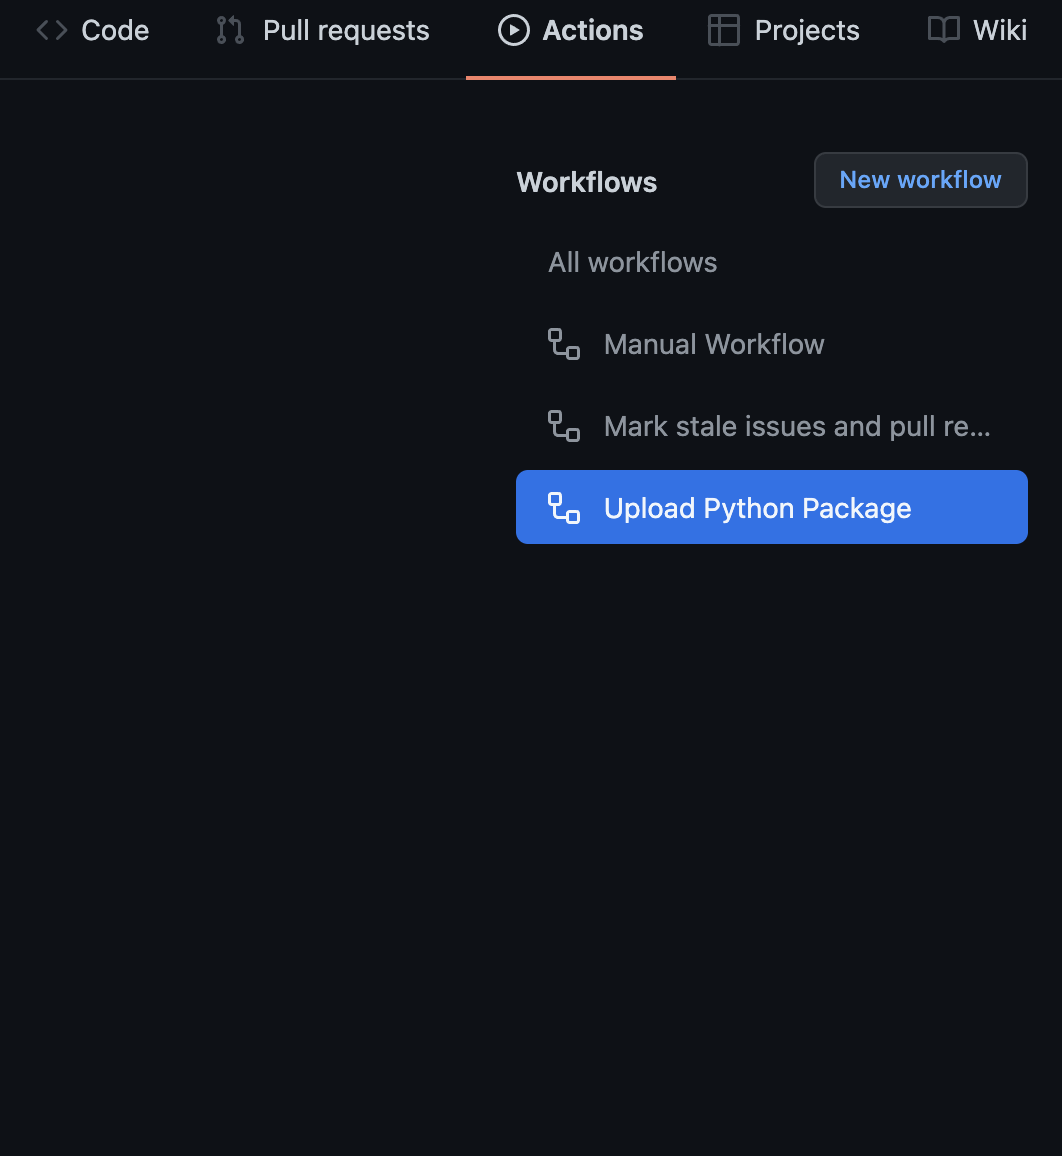 Code Pull requests Actions Projects Wiki
Workflows New workflow
All workflows
Manual Workflow
Mark stale issues and pull re...
Upload Python Package